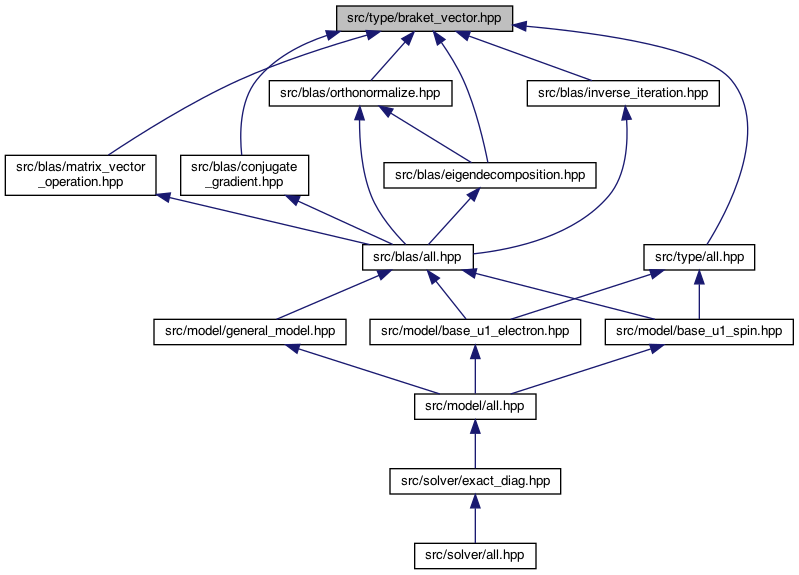 src/type/braket_vector.hpp
src/blas/orthonormalize.hpp
src/blas/inverse_iteration.hpp
src/blas/matrix_vector
_operation.hpp
src/blas/conjugate
_gradient.hpp
src/blas/eigendecomposition.hpp
src/blas/all.hpp
src/type/all.hpp
src/model/general_model.hpp
src/model/base_u1_electron.hpp
src/model/base_u1_spin.hpp
src/model/all.hpp
src/solver/exact_diag.hpp
src/solver/all.hpp